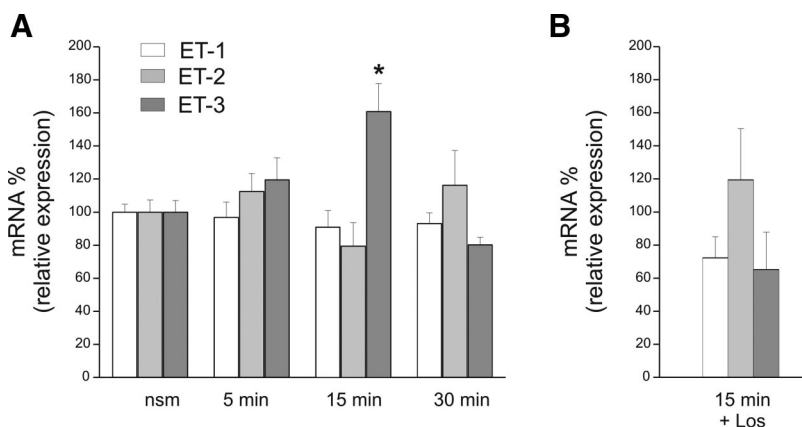 A
mRNA %
(relative expression)
200
180
160
140
120
100
80
60
40
20
0
ET-1
ET-2
ET-3
*
nsm 5 min 15 min 30 min
B
mRNA %
(relative expression)
200
180
160
140
120
100
80
60
40
20
0
15 min
+ Los